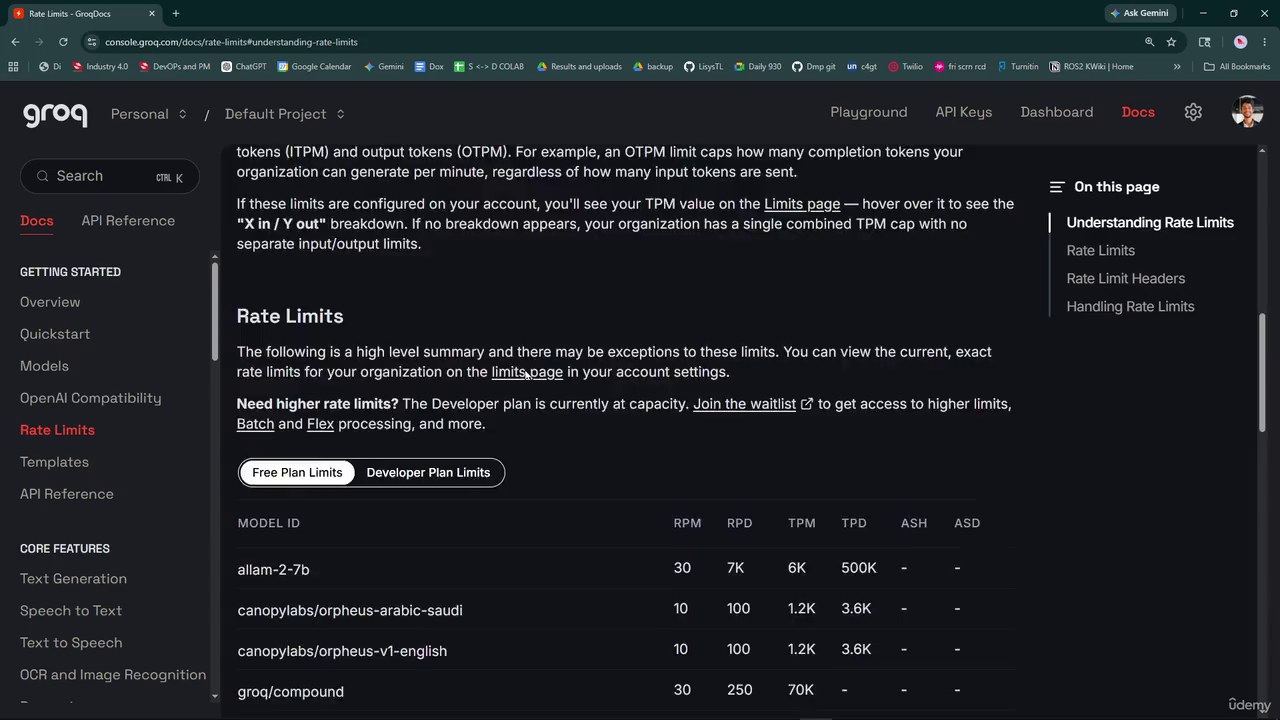 Rate Limits - GroqDocs
Ask Gemini
console.groq.com/docs/rate-limits#understanding-rate-limits
Di
Industry 4.0
DevOPs and PM
ChatGPT
Google Calendar
Gemini
Dox
S <-> D COLAB
Results and uploads
backup
LisysTL
Daily 930
Dmp git
un c4gt
Twilio
fri scrn rcd
Turnitin
ROS2 KWiki | Home
All Bookmarks
groq
Personal / Default Project
Playground
API Keys
Dashboard
Docs
Search CTRL K
Docs
API Reference
GETTING STARTED
Overview
Quickstart
Models
OpenAI Compatibility
Rate Limits
Templates
API Reference
CORE FEATURES
Text Generation
Speech to Text
Text to Speech
OCR and Image Recognition
tokens (ITPM) and output tokens (OTPM). For example, an OTPM limit caps how many completion tokens your
organization can generate per minute, regardless of how many input tokens are sent.
If these limits are configured on your account, you'll see your TPM value on the Limits page — hover over it to see the
"X in / Y out" breakdown. If no breakdown appears, your organization has a single combined TPM cap with no
separate input/output limits.
Rate Limits
The following is a high level summary and there may be exceptions to these limits. You can view the current, exact
rate limits for your organization on the limits page in your account settings.
Need higher rate limits? The Developer plan is currently at capacity. Join the waitlist to get access to higher limits,
Batch and Flex processing, and more.
Free Plan Limits
Developer Plan Limits
MODEL ID RPM RPD TPM TPD ASH ASD
allam-2-7b 30 7K 6K 500K - -
canopylabs/orpheus-arabic-saudi 10 100 1.2K 3.6K - -
canopylabs/orpheus-v1-english 10 100 1.2K 3.6K - -
groq/compound 30 250 70K - - -
On this page
Understanding Rate Limits
Rate Limits
Rate Limit Headers
Handling Rate Limits
ûdemy